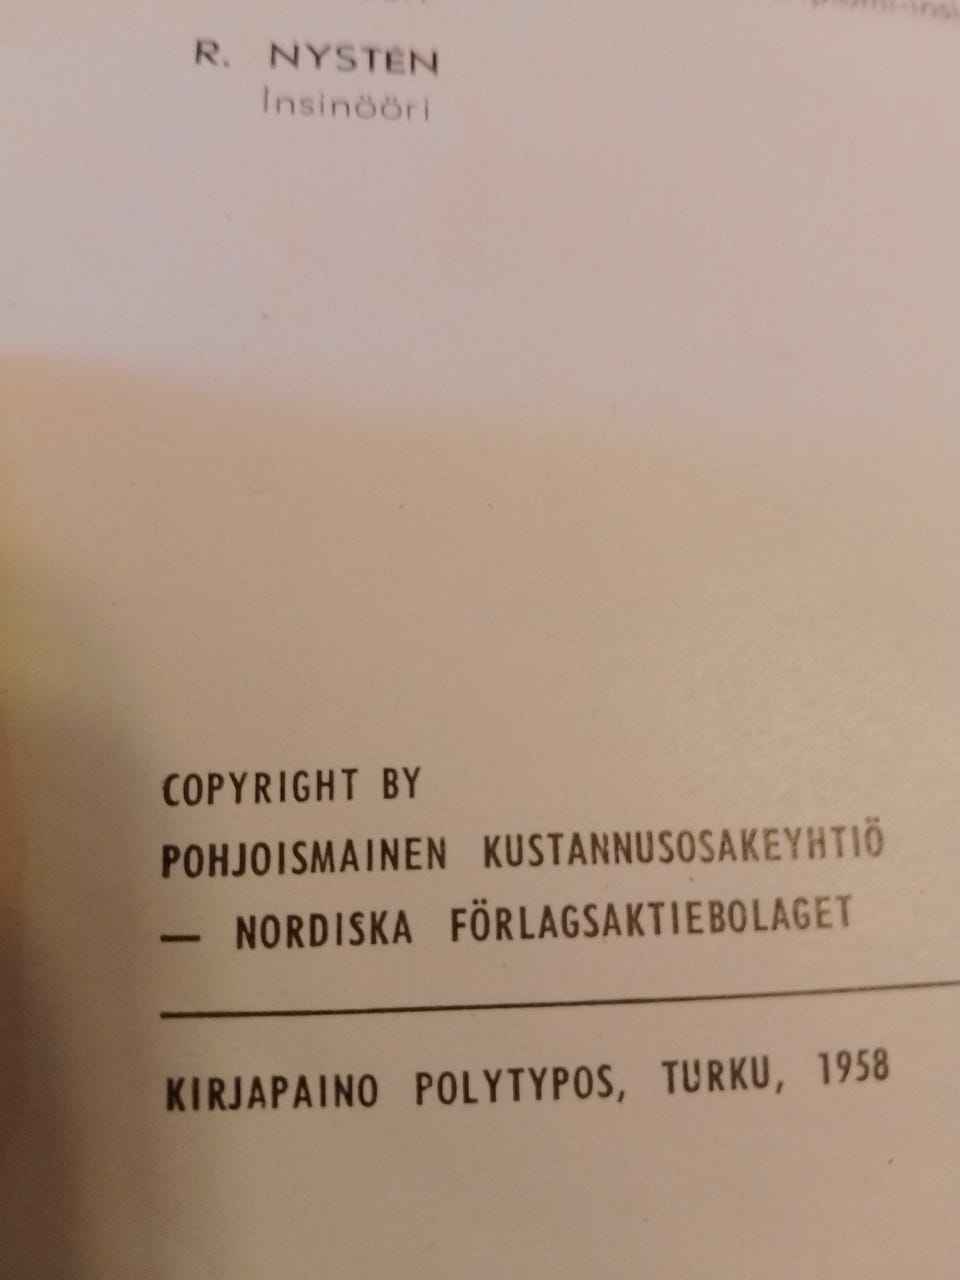 R. NYSTÉN
Insinööri
COPYRIGHT BY
POHJOISMAINEN KUSTANNUSOSAKEYHTIÖ
— NORDISKA FÖRLAGSAKTIEBOLAGET
KIRJAPAINO POLYTYPOS, TURKU, 1958